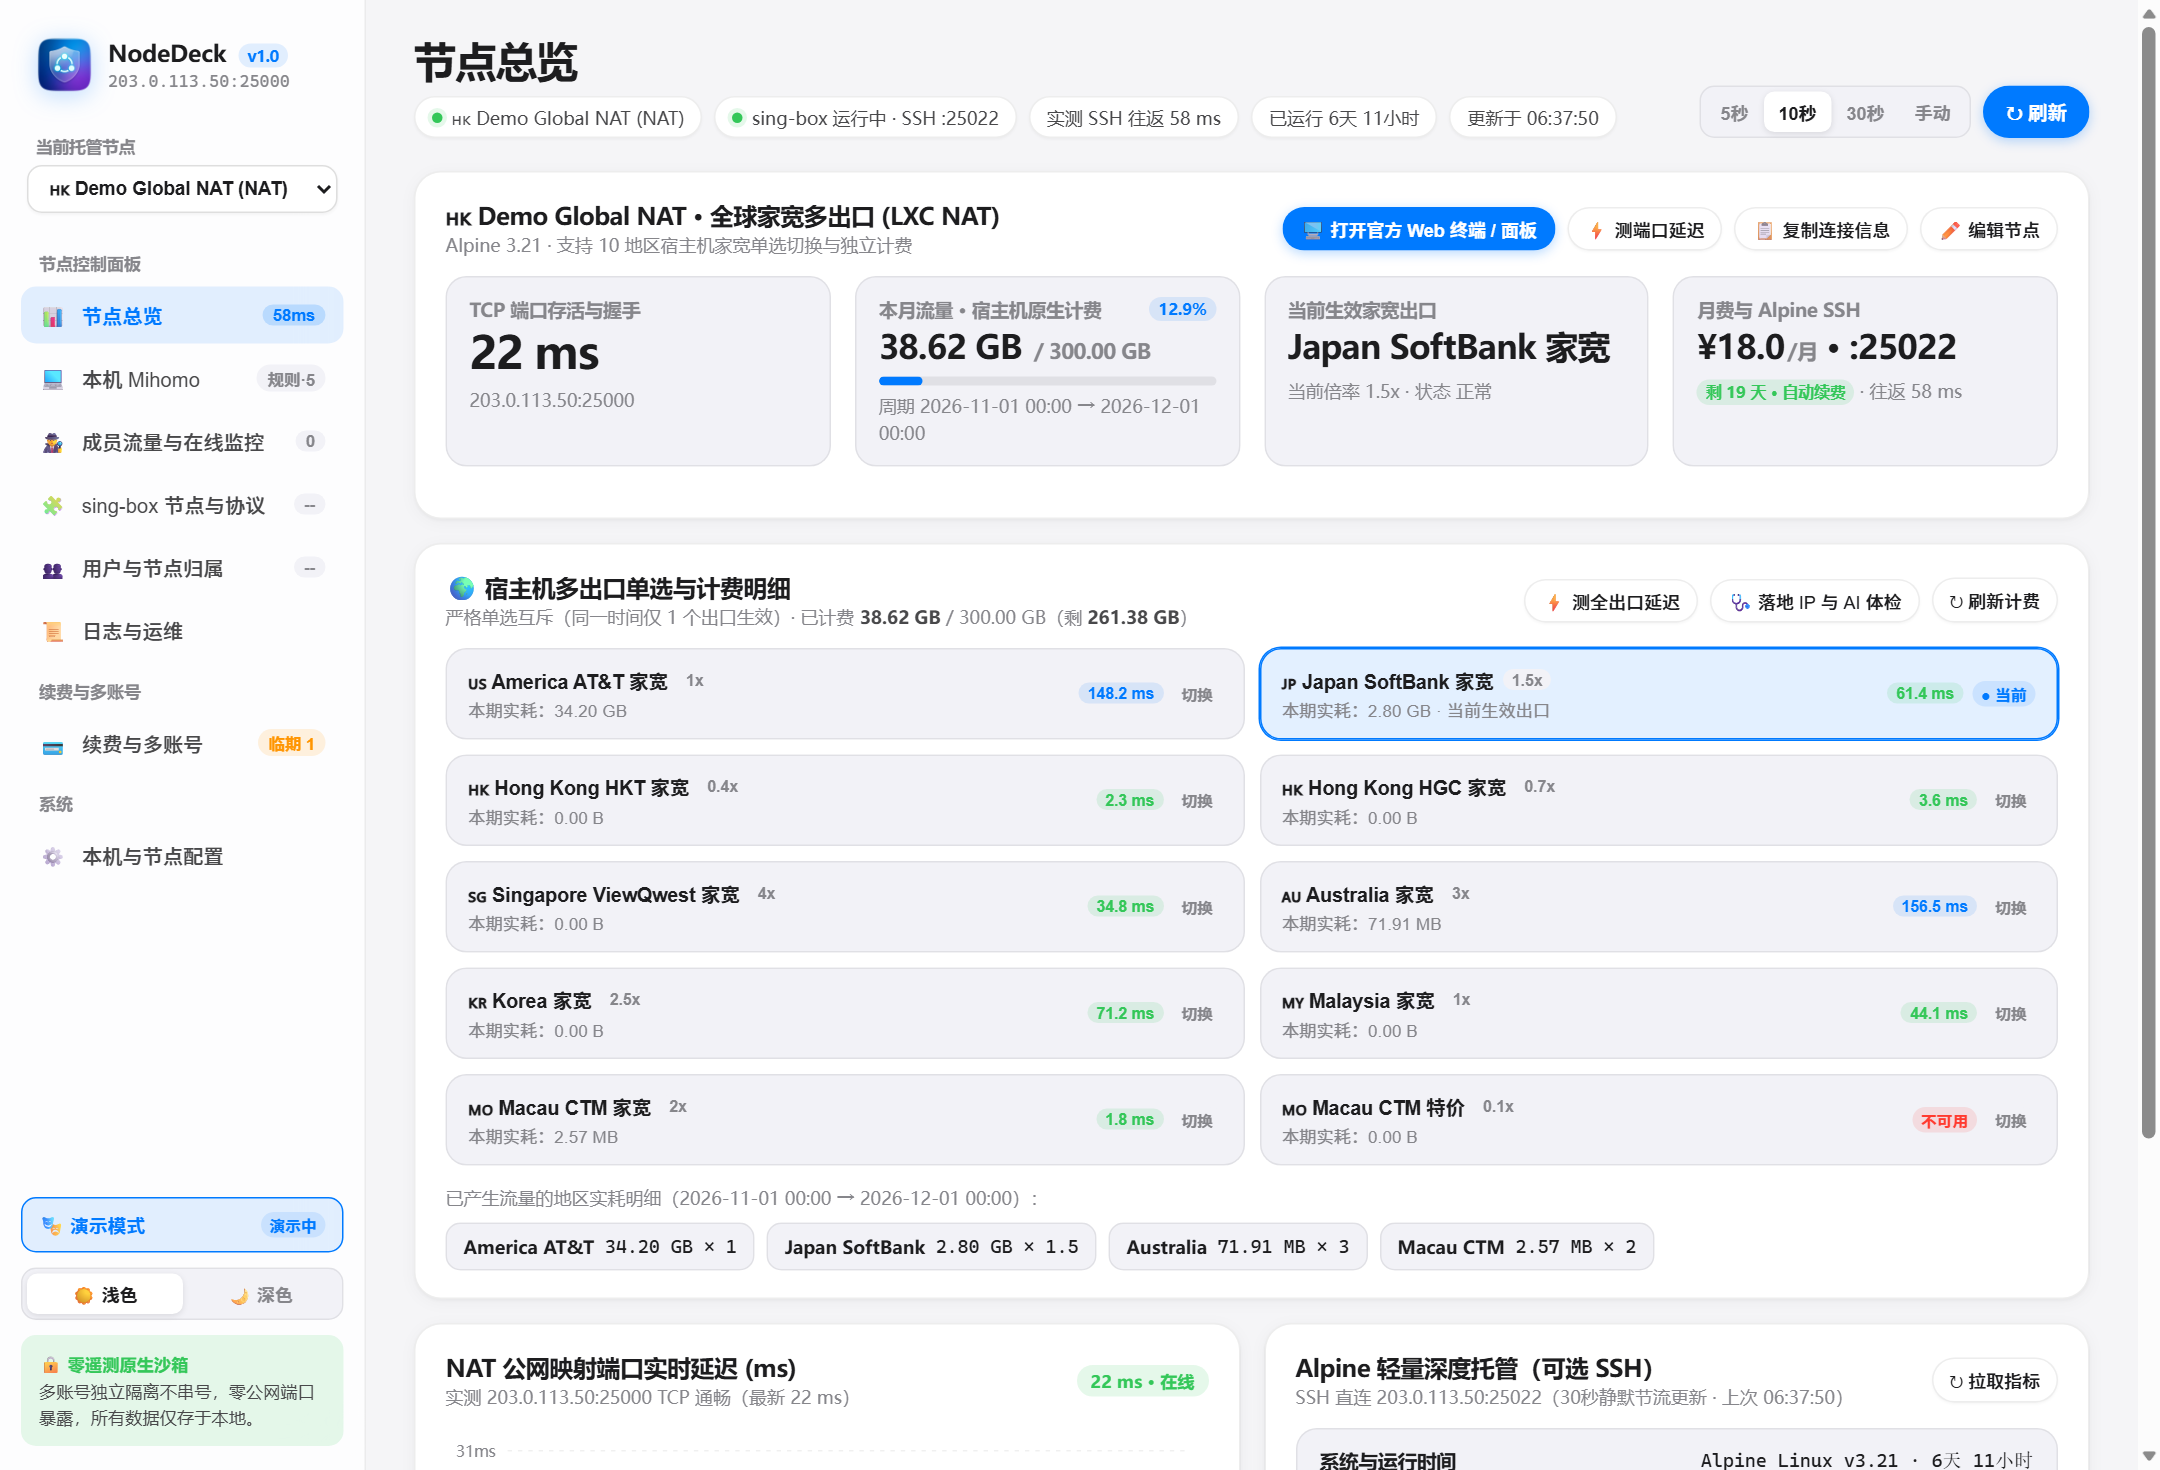 NodeDeck v1.0
203.0.113.50:25000
当前托管节点
HK Demo Global NAT (NAT)
节点控制面板
节点总览 58ms
本机 Mihomo 规则·5
成员流量与在线监控 0
sing-box 节点与协议 --
用户与节点归属 --
日志与运维
续费与多账号
续费与多账号 临期 1
系统
本机与节点配置
演示模式 演示中
浅色 深色
零遥测原生沙箱
多账号独立隔离不串号，零公网端口
暴露，所有数据仅存于本地。
节点总览
HK Demo Global NAT (NAT) sing-box 运行中 · SSH :25022 实测 SSH 往返 58 ms 已运行 6天 11小时 更新于 06:37:50
5秒 10秒 30秒 手动 ↻ 刷新
HK Demo Global NAT • 全球家宽多出口 (LXC NAT)
Alpine 3.21 · 支持 10 地区宿主机家宽单选切换与独立计费
打开官方 Web 终端 / 面板 测端口延迟 复制连接信息 编辑节点
TCP 端口存活与握手
22 ms
203.0.113.50:25000
本月流量 • 宿主机原生计费 12.9%
38.62 GB / 300.00 GB
周期 2026-11-01 00:00 → 2026-12-01
00:00
当前生效家宽出口
Japan SoftBank 家宽
当前倍率 1.5x · 状态 正常
月费与 Alpine SSH
¥18.0/月 • :25022
剩 19 天 • 自动续费 · 往返 58 ms
宿主机多出口单选与计费明细
严格单选互斥（同一时间仅 1 个出口生效）· 已计费 38.62 GB / 300.00 GB（剩 261.38 GB）
测全出口延迟 落地 IP 与 AI 体检 ↻ 刷新计费
US America AT&T 家宽 1x
本期实耗：34.20 GB
148.2 ms 切换
JP Japan SoftBank 家宽 1.5x
本期实耗：2.80 GB · 当前生效出口
61.4 ms • 当前
HK Hong Kong HKT 家宽 0.4x
本期实耗：0.00 B
2.3 ms 切换
HK Hong Kong HGC 家宽 0.7x
本期实耗：0.00 B
3.6 ms 切换
SG Singapore ViewQwest 家宽 4x
本期实耗：0.00 B
34.8 ms 切换
AU Australia 家宽 3x
本期实耗：71.91 MB
156.5 ms 切换
KR Korea 家宽 2.5x
本期实耗：0.00 B
71.2 ms 切换
MY Malaysia 家宽 1x
本期实耗：0.00 B
44.1 ms 切换
MO Macau CTM 家宽 2x
本期实耗：2.57 MB
1.8 ms 切换
MO Macau CTM 特价 0.1x
本期实耗：0.00 B
不可用 切换
已产生流量的地区实耗明细（2026-11-01 00:00 → 2026-12-01 00:00）：
America AT&T 34.20 GB × 1 Japan SoftBank 2.80 GB × 1.5 Australia 71.91 MB × 3 Macau CTM 2.57 MB × 2
NAT 公网映射端口实时延迟 (ms)
实测 203.0.113.50:25000 TCP 通畅（最新 22 ms）
22 ms • 在线
31ms
Alpine 轻量深度托管（可选 SSH）
SSH 直连 203.0.113.50:25022（30秒静默节流更新 · 上次 06:37:50）
↻ 拉取指标
系统与运行时间 Alpine Linux v3.21 · 6天 11小时